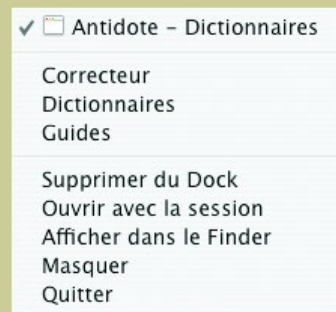 Antidote – Dictionnaires
Correcteur
Dictionnaires
Guides
Supprimer du Dock
Ouvrir avec la session
Afficher dans le Finder
Masquer
Quitter